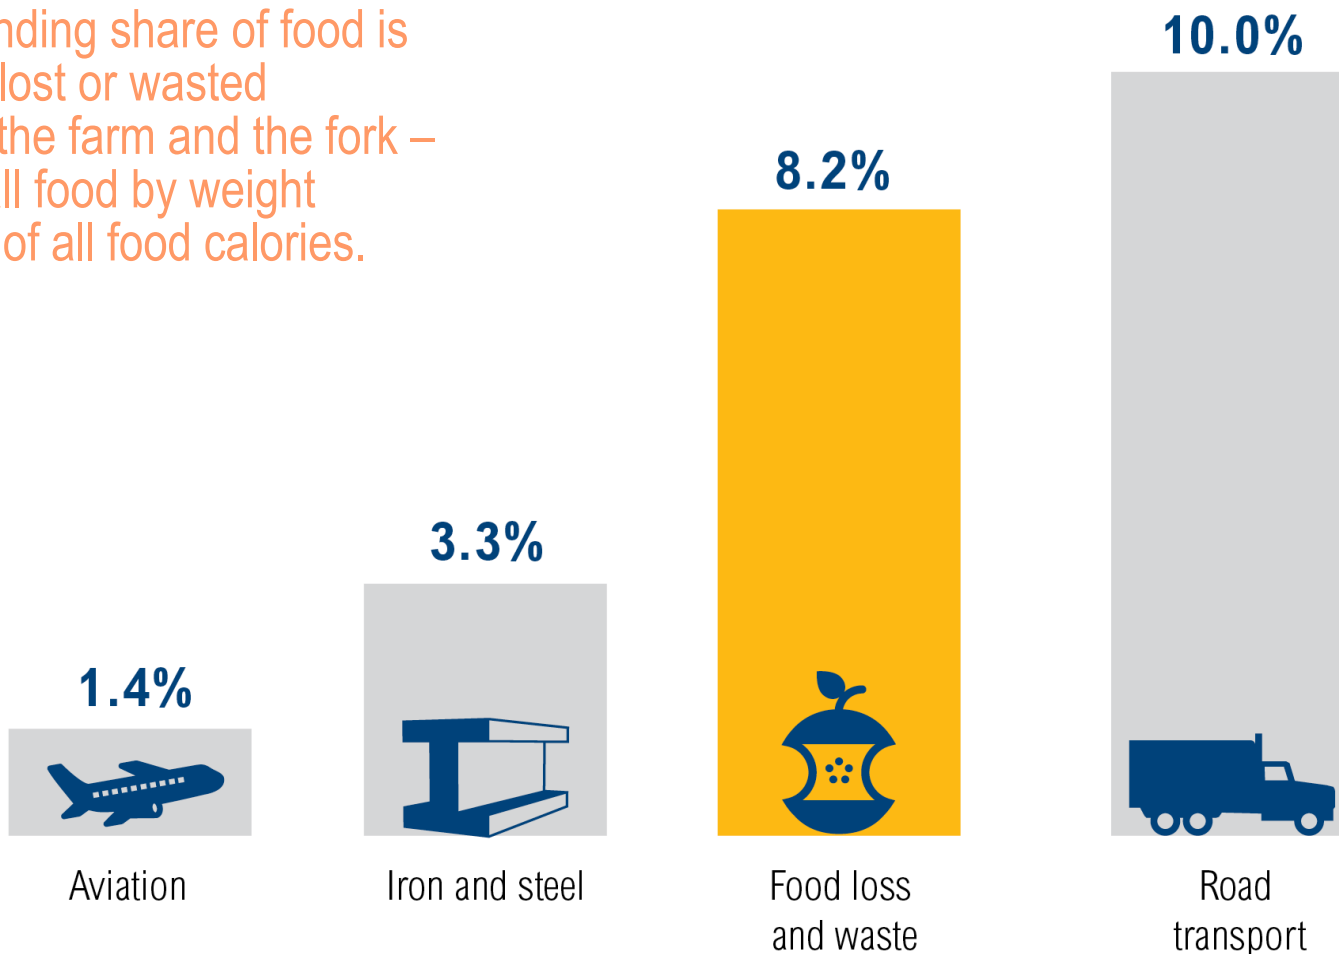 nding share of food is
lost or wasted
the farm and the fork –
ll food by weight
of all food calories.
10.0%
8.2%
3.3%
1.4%
Aviation
Iron and steel
Food loss
and waste
Road
transport